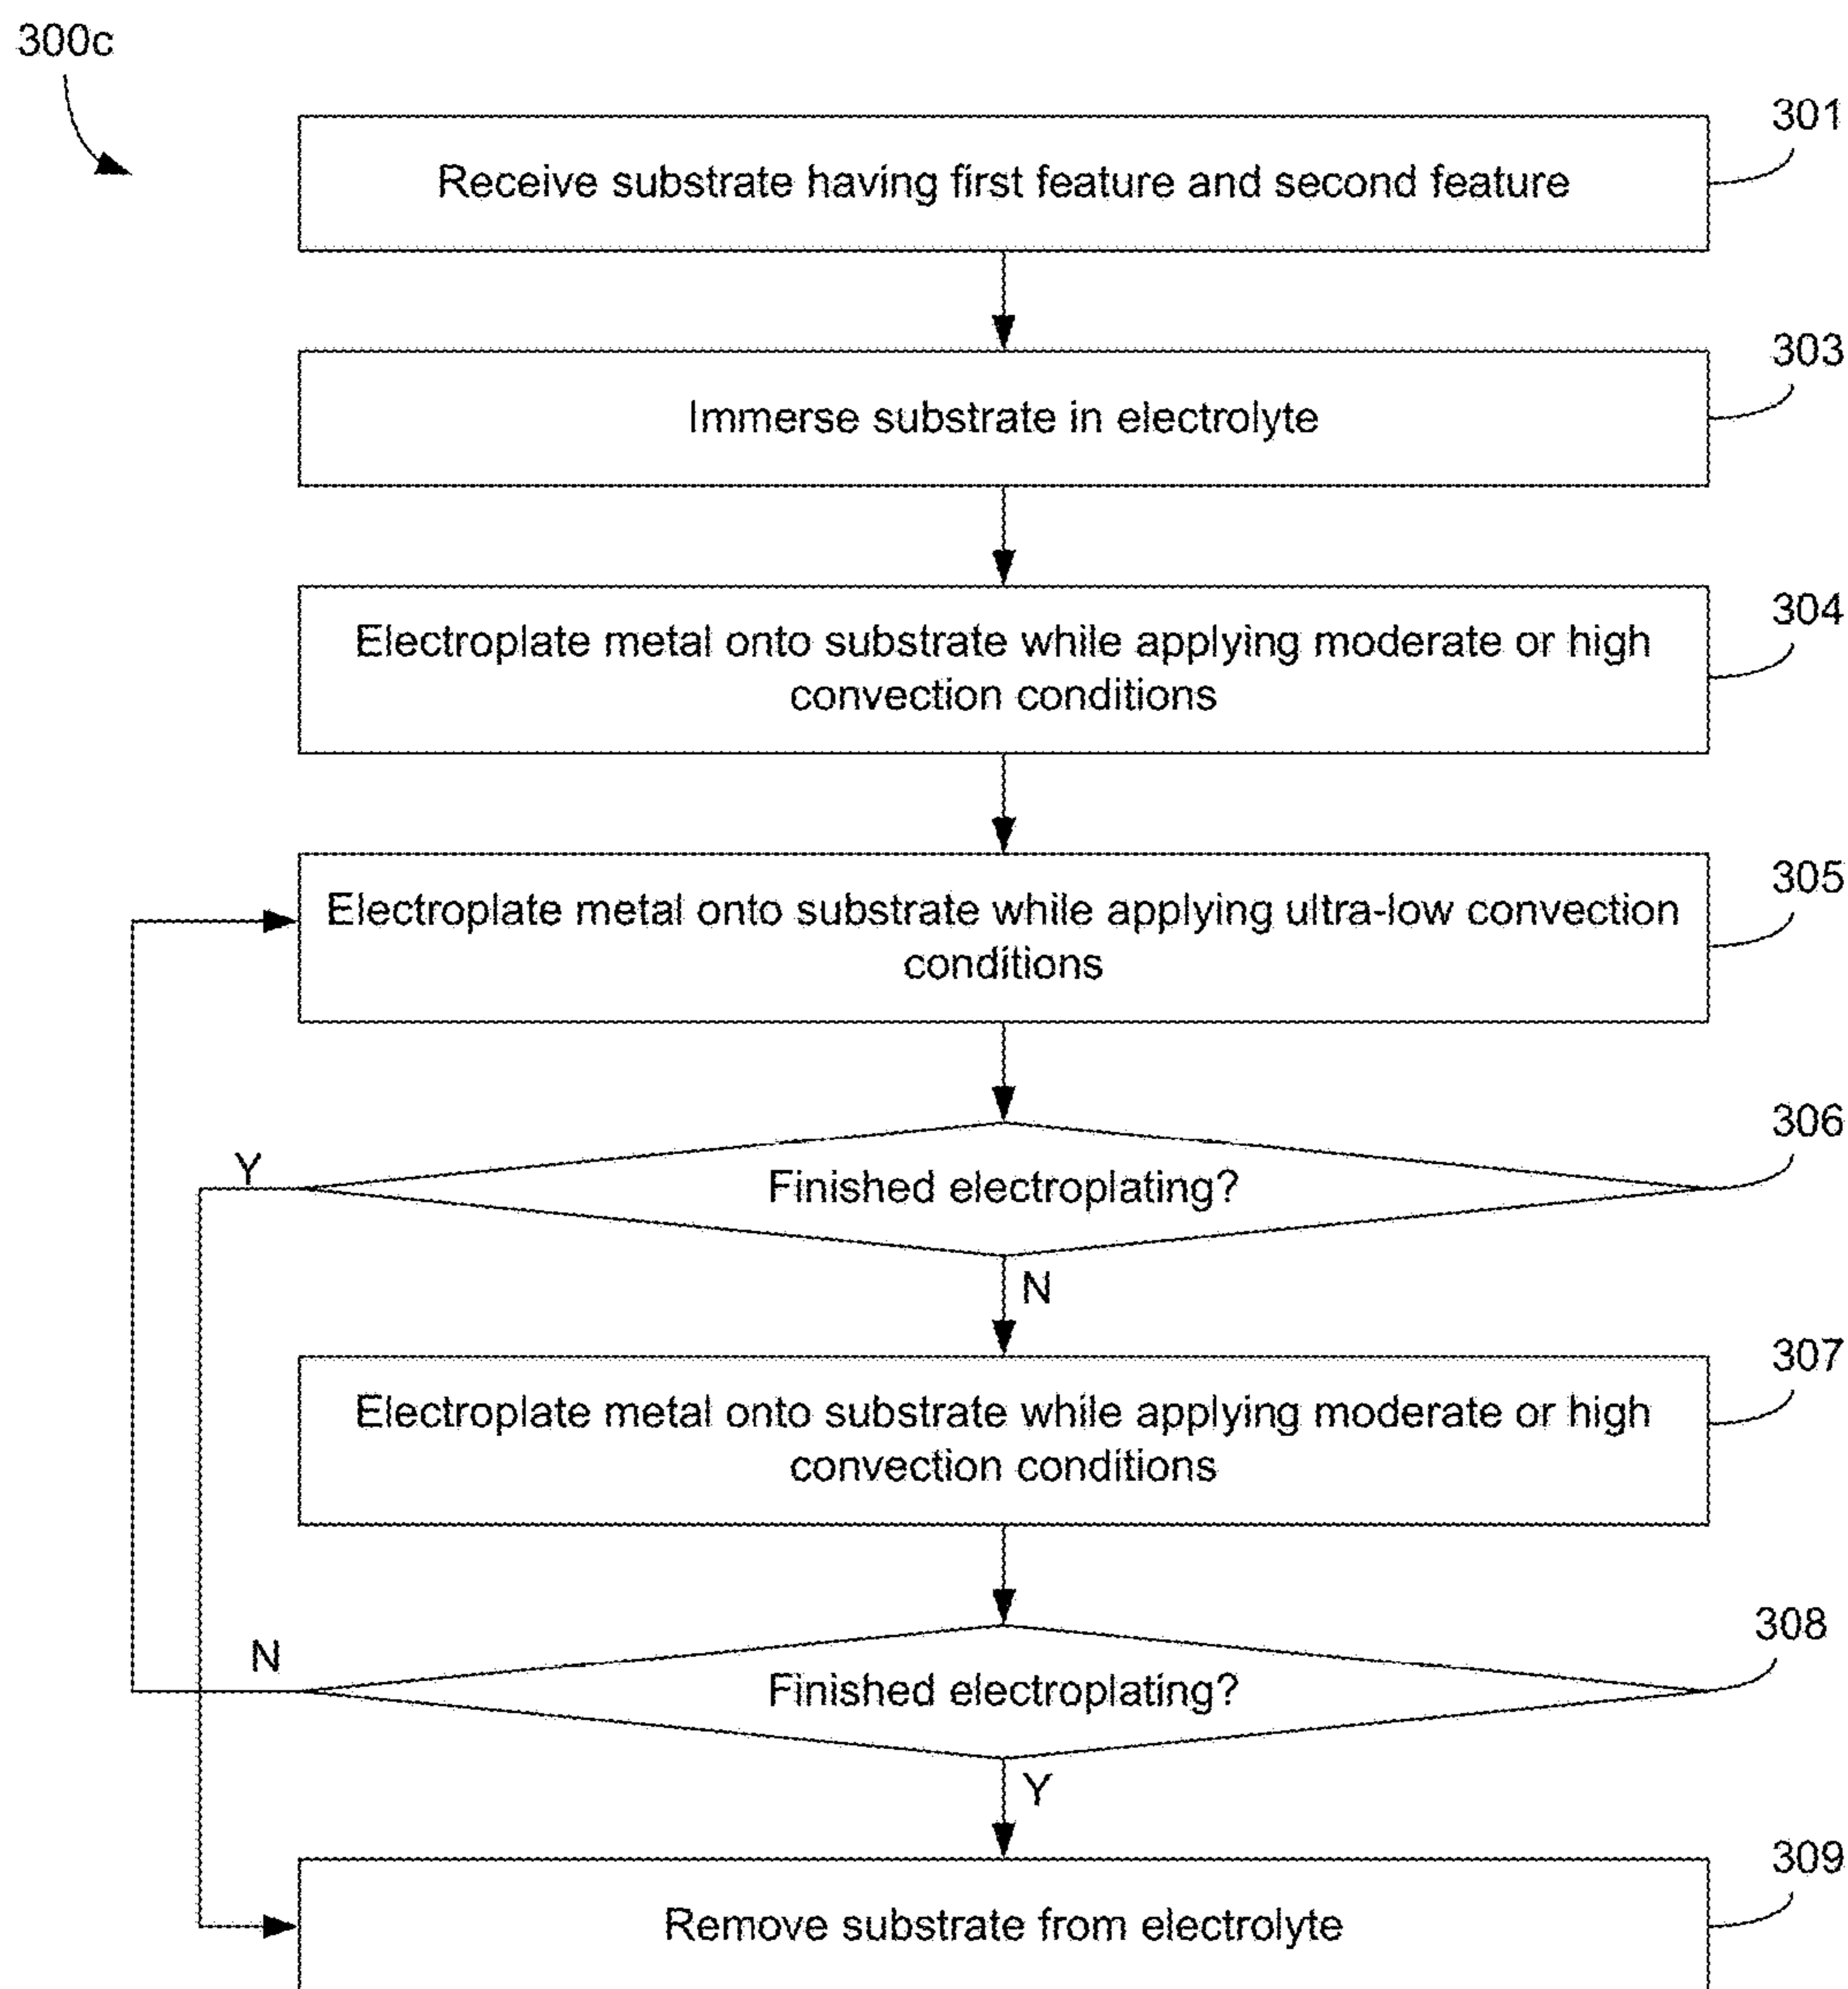 300c
301
Receive substrate having first feature and second feature
303
Immerse substrate in electrolyte
304
Electroplate metal onto substrate while applying moderate or high
convection conditions
305
Electroplate metal onto substrate while applying ultra-low convection
conditions
306
Y
Finished electroplating?
N
307
Electroplate metal onto substrate while applying moderate or high
convection conditions
308
N
Finished electroplating?
Y
309
Remove substrate from electrolyte